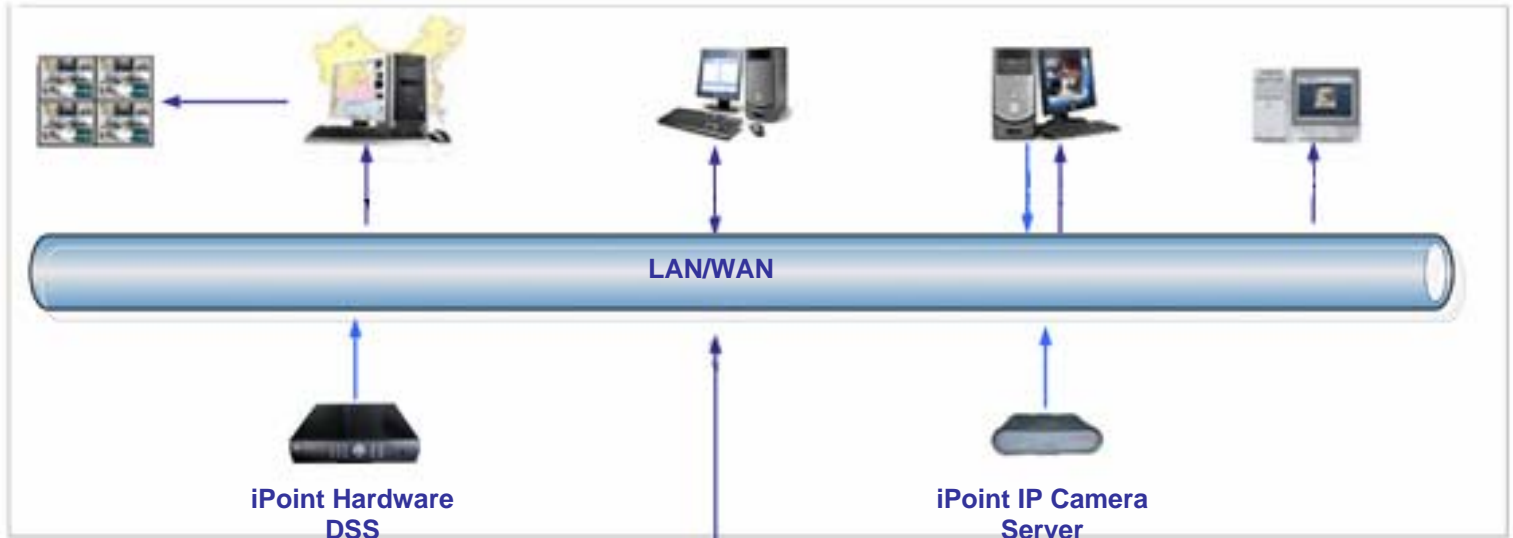 LAN/WAN
iPoint Hardware
DSS
iPoint IP Camera
Server